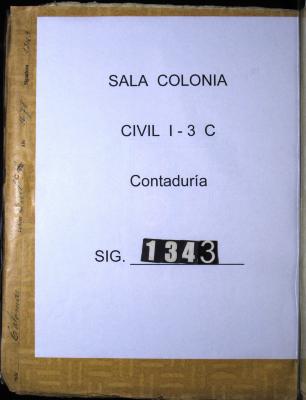 SALA COLONIA
CIVIL I - 3 C
Contaduría
SIG. 1343